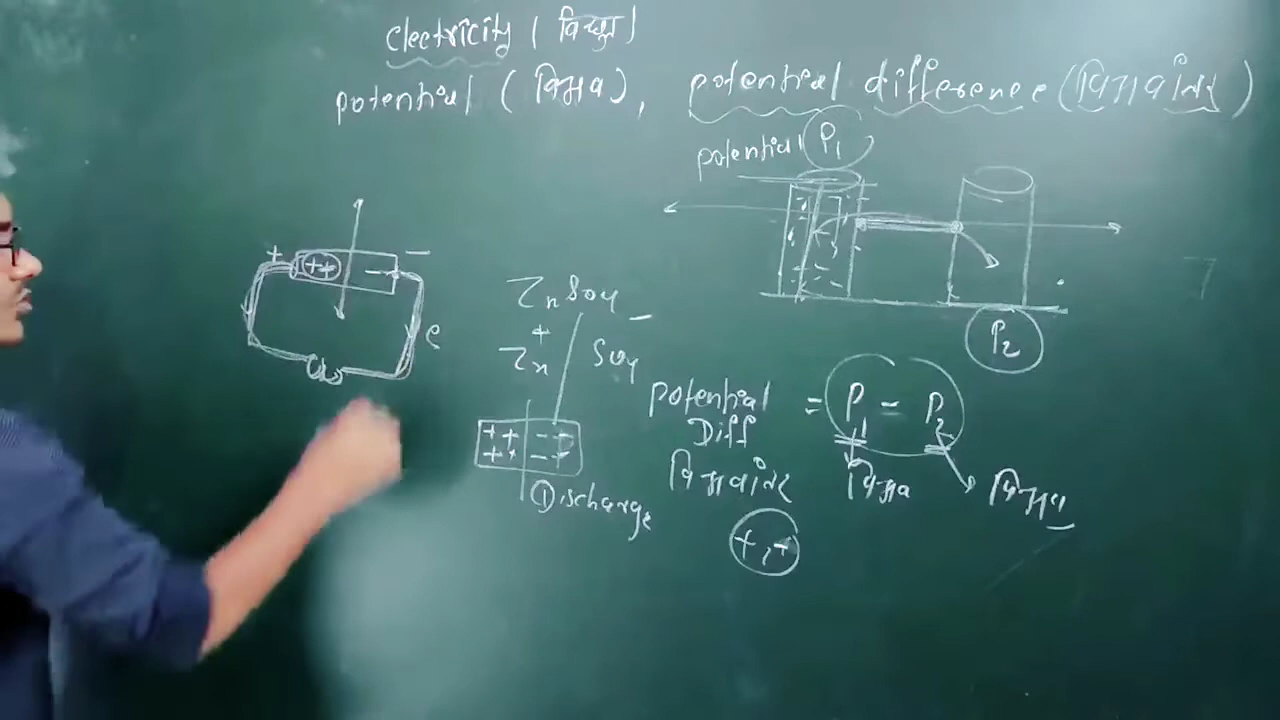 electricity (विद्युत)
potential (विभव), potential difference (विभवांतर)
potential P₁
+ −
++ −
e
ZnSO₄
Zn⁺ SO₄⁻
P₂
potential Diff = P₁ − P₂
विभवांतर विभव विभव
++ −−
++ −−
Discharge
+,+